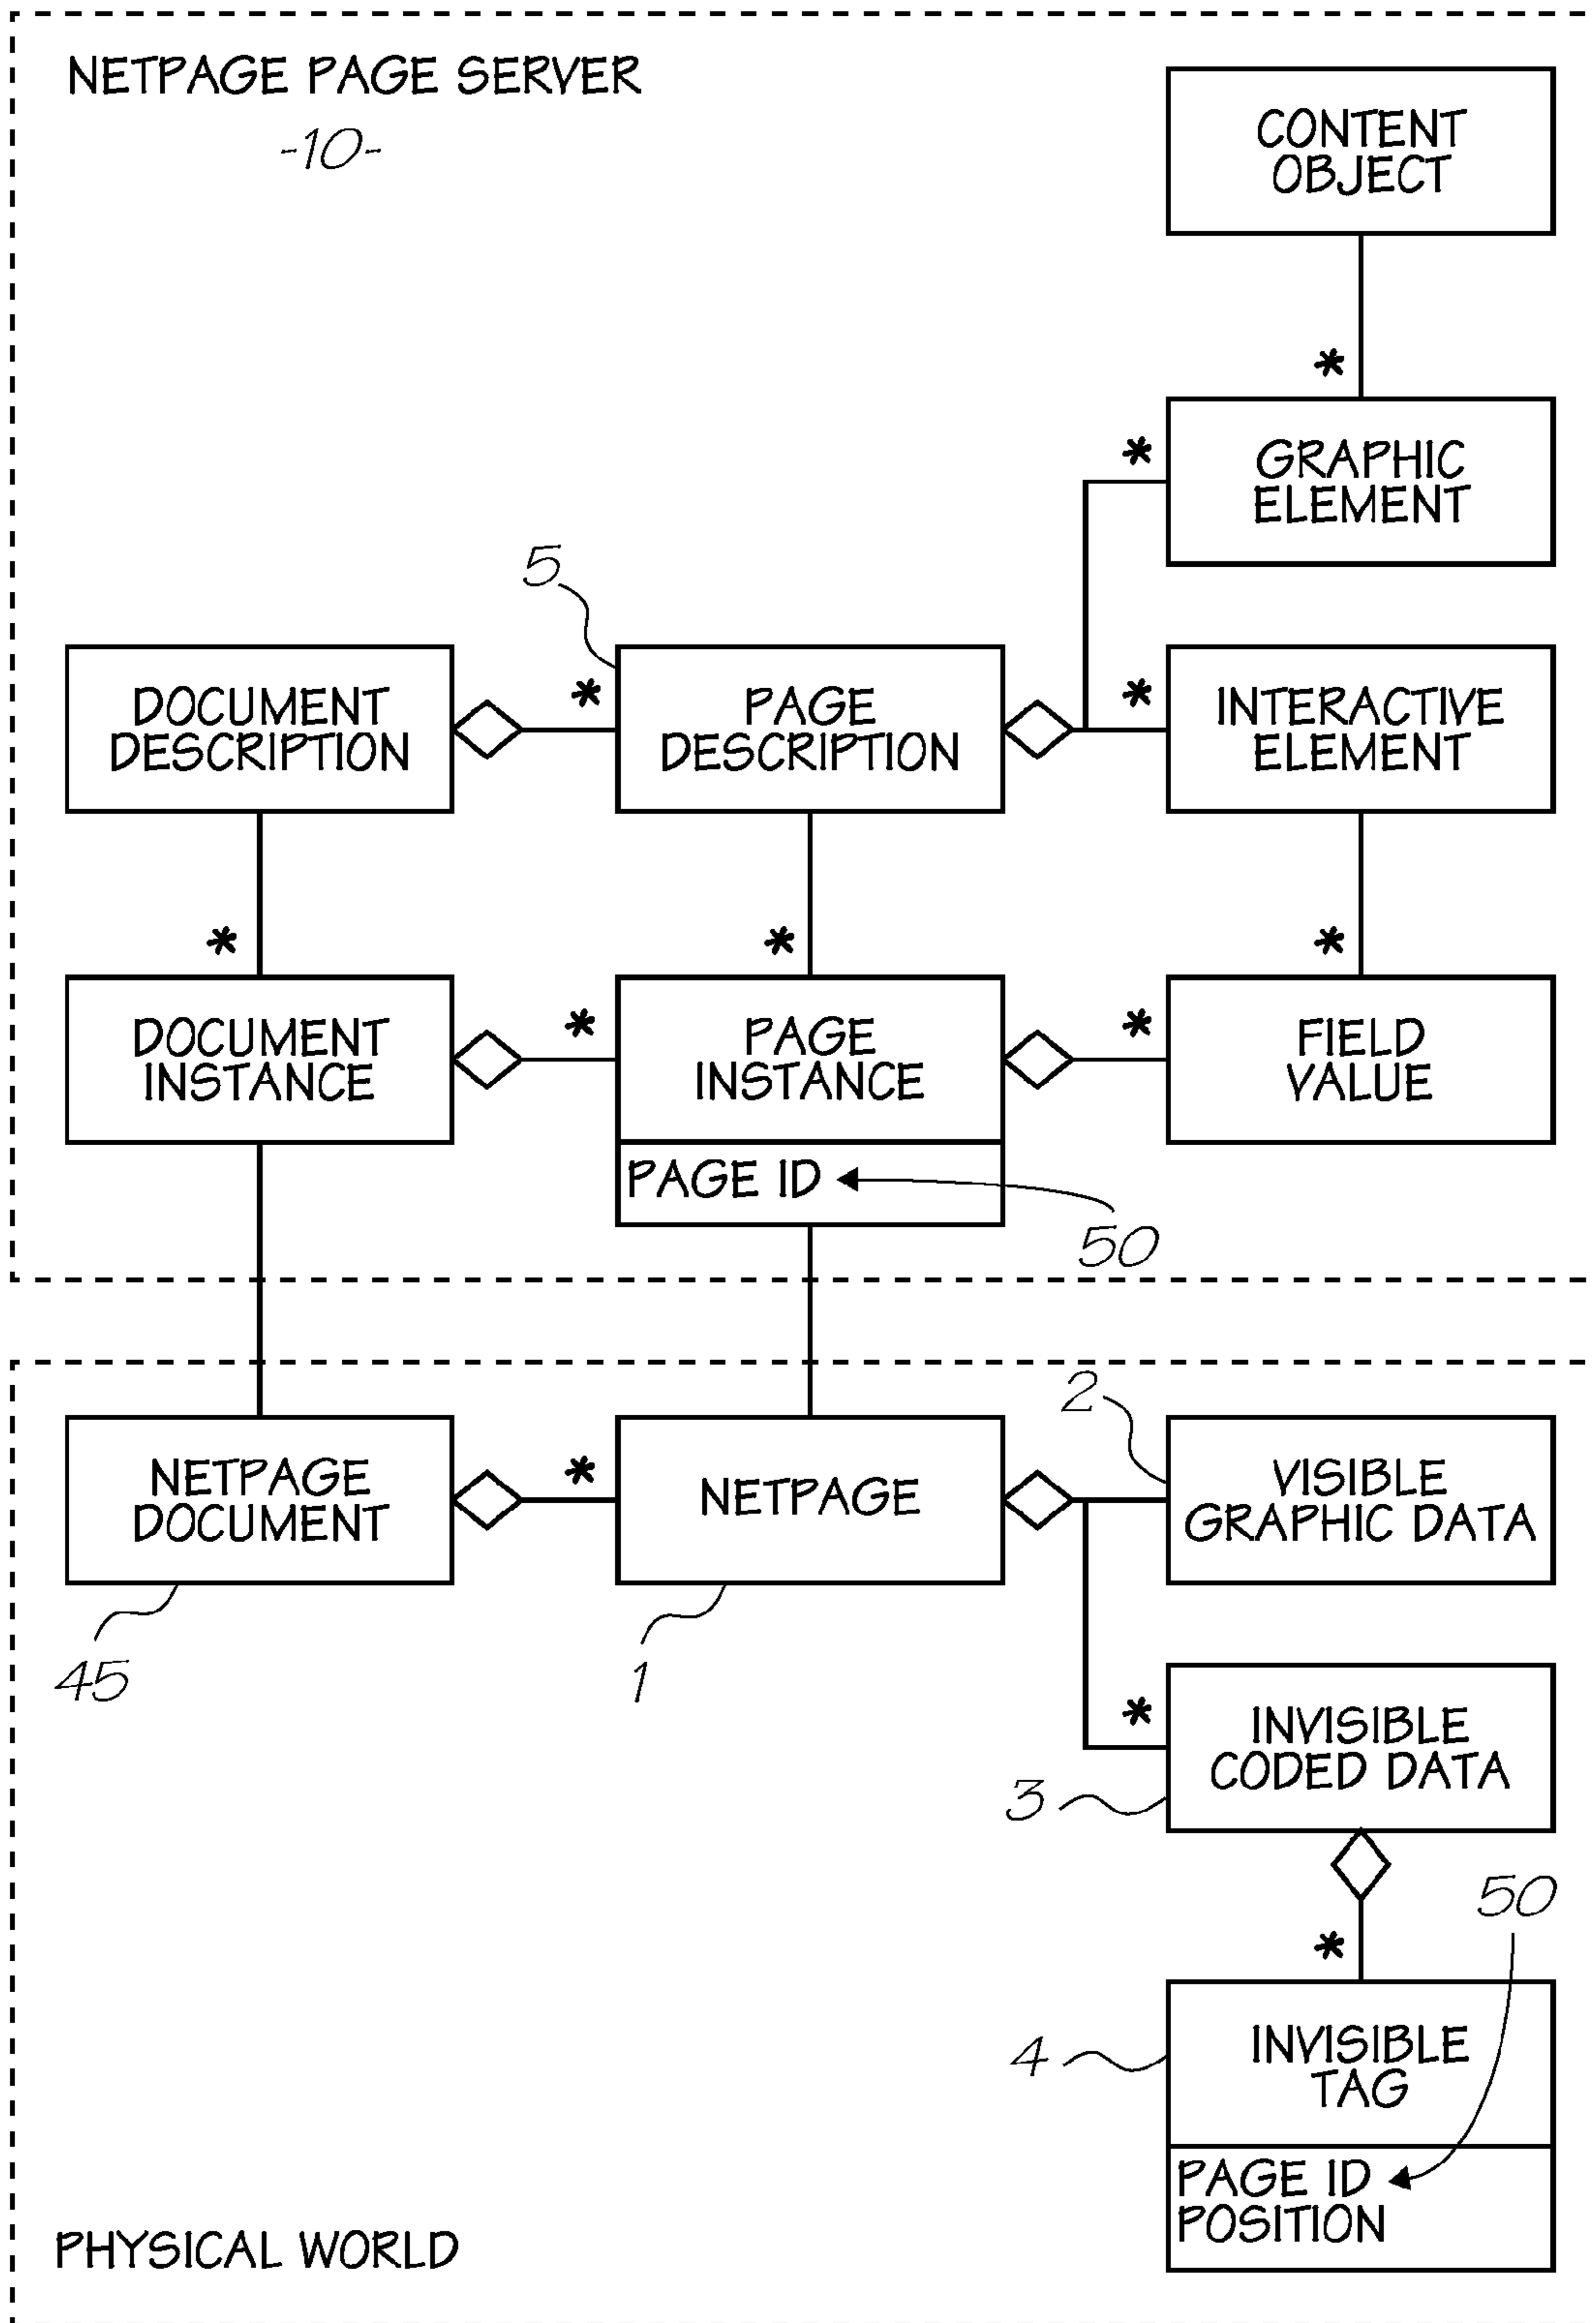 NETPAGE PAGE SERVER
-10-
CONTENT
OBJECT
*
GRAPHIC
ELEMENT
*
5
DOCUMENT
DESCRIPTION
*
PAGE
DESCRIPTION
*
INTERACTIVE
ELEMENT
*
*
*
DOCUMENT
INSTANCE
*
PAGE
INSTANCE
PAGE ID
50
*
FIELD
VALUE
NETPAGE
DOCUMENT
45
*
NETPAGE
1
2
VISIBLE
GRAPHIC DATA
*
INVISIBLE
CODED DATA
3
50
*
4
INVISIBLE
TAG
PAGE ID
POSITION
PHYSICAL WORLD